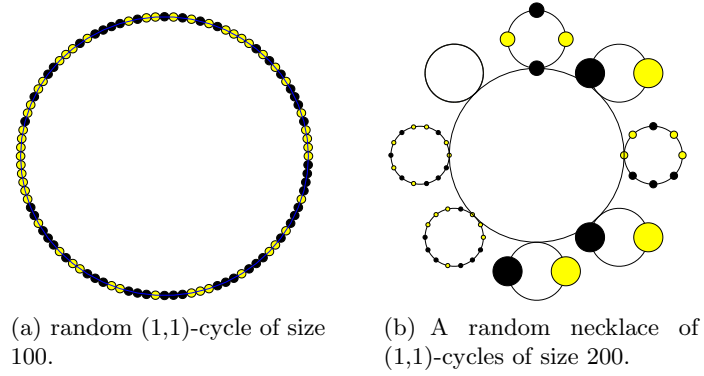 (a) random (1,1)-cycle of size
100.
(b) A random necklace of
(1,1)-cycles of size 200.